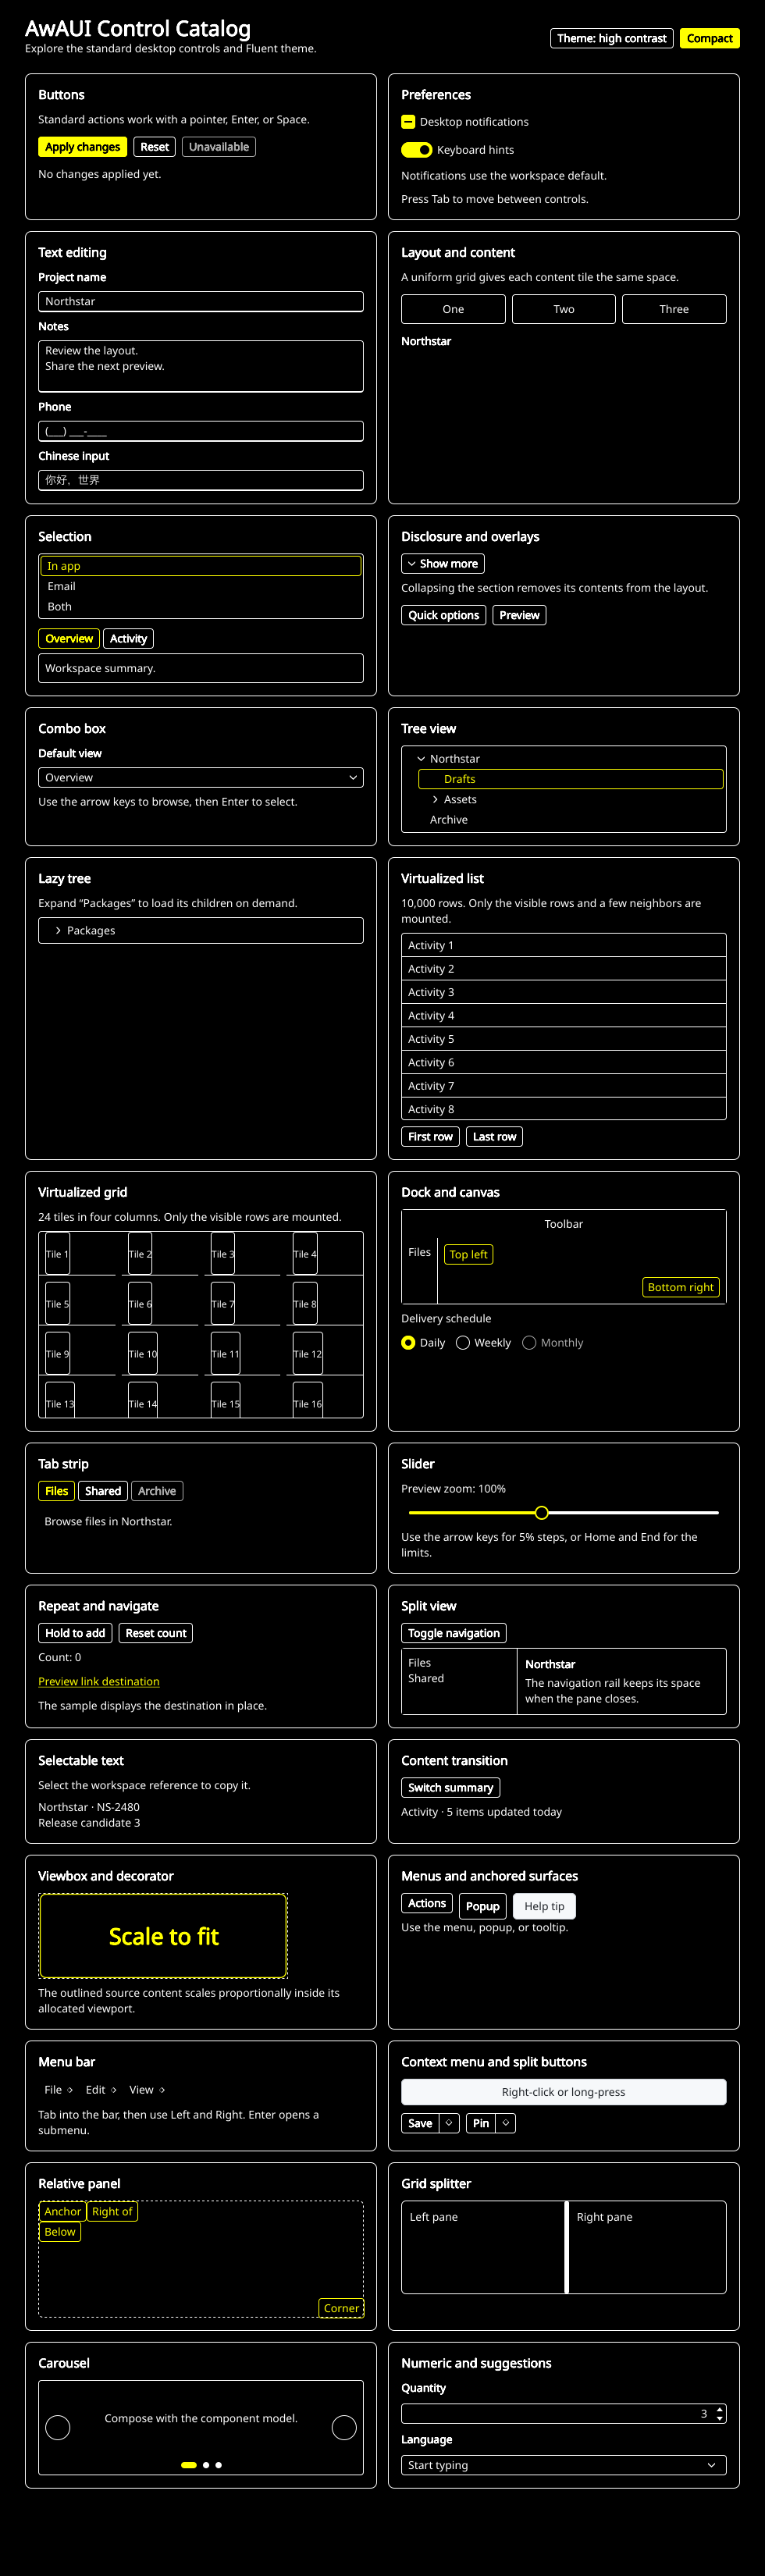 AwAUI Control Catalog
Explore the standard desktop controls and Fluent theme.
Theme: high contrast
Compact
Buttons
Standard actions work with a pointer, Enter, or Space.
Apply changes
Reset
Unavailable
No changes applied yet.
Preferences
Desktop notifications
Keyboard hints
Notifications use the workspace default.
Press Tab to move between controls.
Text editing
Project name
Northstar
Notes
Review the layout.
Share the next preview.
Phone
(___) ___-____
Chinese input
你好，世界
Layout and content
A uniform grid gives each content tile the same space.
One
Two
Three
Northstar
Selection
In app
Email
Both
Overview
Activity
Workspace summary.
Disclosure and overlays
Show more
Collapsing the section removes its contents from the layout.
Quick options
Preview
Combo box
Default view
Overview
Use the arrow keys to browse, then Enter to select.
Tree view
Northstar
Drafts
Assets
Archive
Lazy tree
Expand “Packages” to load its children on demand.
Packages
Virtualized list
10,000 rows. Only the visible rows and a few neighbors are
mounted.
Activity 1
Activity 2
Activity 3
Activity 4
Activity 5
Activity 6
Activity 7
Activity 8
First row
Last row
Virtualized grid
24 tiles in four columns. Only the visible rows are mounted.
Tile 1
Tile 2
Tile 3
Tile 4
Tile 5
Tile 6
Tile 7
Tile 8
Tile 9
Tile 10
Tile 11
Tile 12
Tile 13
Tile 14
Tile 15
Tile 16
Dock and canvas
Toolbar
Files
Top left
Bottom right
Delivery schedule
Daily
Weekly
Monthly
Tab strip
Files
Shared
Archive
Browse files in Northstar.
Slider
Preview zoom: 100%
Use the arrow keys for 5% steps, or Home and End for the
limits.
Repeat and navigate
Hold to add
Reset count
Count: 0
Preview link destination
The sample displays the destination in place.
Split view
Toggle navigation
Files
Shared
Northstar
The navigation rail keeps its space
when the pane closes.
Selectable text
Select the workspace reference to copy it.
Northstar · NS-2480
Release candidate 3
Content transition
Switch summary
Activity · 5 items updated today
Viewbox and decorator
Scale to fit
The outlined source content scales proportionally inside its
allocated viewport.
Menus and anchored surfaces
Actions
Popup
Help tip
Use the menu, popup, or tooltip.
Menu bar
File
Edit
View
Tab into the bar, then use Left and Right. Enter opens a
submenu.
Context menu and split buttons
Right-click or long-press
Save
Pin
Relative panel
Anchor
Right of
Below
Corner
Grid splitter
Left pane
Right pane
Carousel
Compose with the component model.
Numeric and suggestions
Quantity
3
Language
Start typing